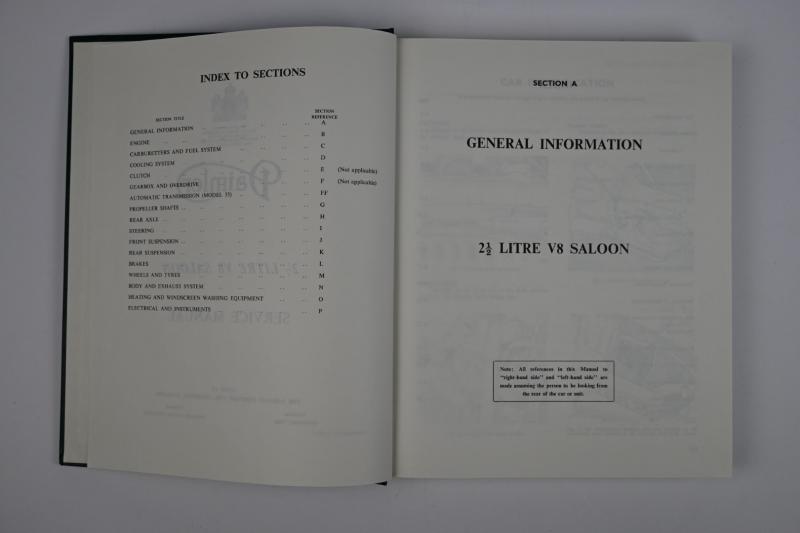 INDEX TO SECTIONS
SECTION TITLE SECTION REFERENCE
GENERAL INFORMATION .. .. .. A
ENGINE .. .. .. .. .. .. B
CARBURETTERS AND FUEL SYSTEM .. .. .. C
COOLING SYSTEM .. .. .. .. .. D
CLUTCH .. .. .. .. .. .. E (Not applicable)
GEARBOX AND OVERDRIVE .. .. .. .. F (Not applicable)
AUTOMATIC TRANSMISSION (MODEL 35) .. .. .. FF
PROPELLER SHAFTS .. .. .. .. .. .. G
REAR AXLE .. .. .. .. .. .. H
STEERING .. .. .. .. .. .. I
FRONT SUSPENSION .. .. .. .. .. .. J
REAR SUSPENSION .. .. .. .. .. .. K
BRAKES .. .. .. .. .. .. L
WHEELS AND TYRES .. .. .. .. .. M
BODY AND EXHAUST SYSTEM .. .. .. .. N
HEATING AND WINDSCREEN WASHING EQUIPMENT .. .. O
ELECTRICAL AND INSTRUMENTS .. .. .. .. P
SECTION A
GENERAL INFORMATION
2½ LITRE V8 SALOON
Note: All references in this Manual to
"right-hand side" and "left-hand side" are
made assuming the person to be looking from
the rear of the car or unit.